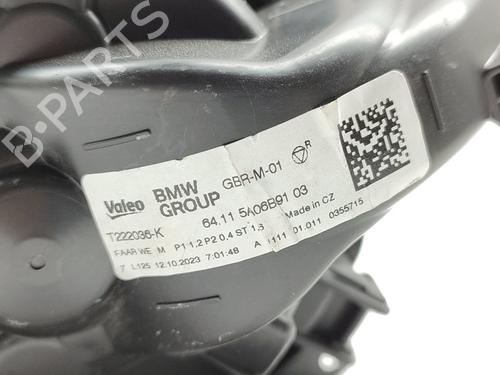 Valeo BMW GROUP GBR-M-01 R
T222036-K 64.11 5A06B91 03
FAAR WE M P1 1,2 P2 0.4 ST 1,3 Made in CZ
7 L125 12.10.2023 7:01:48 A 1111 01.011 0355715
B-PARTS